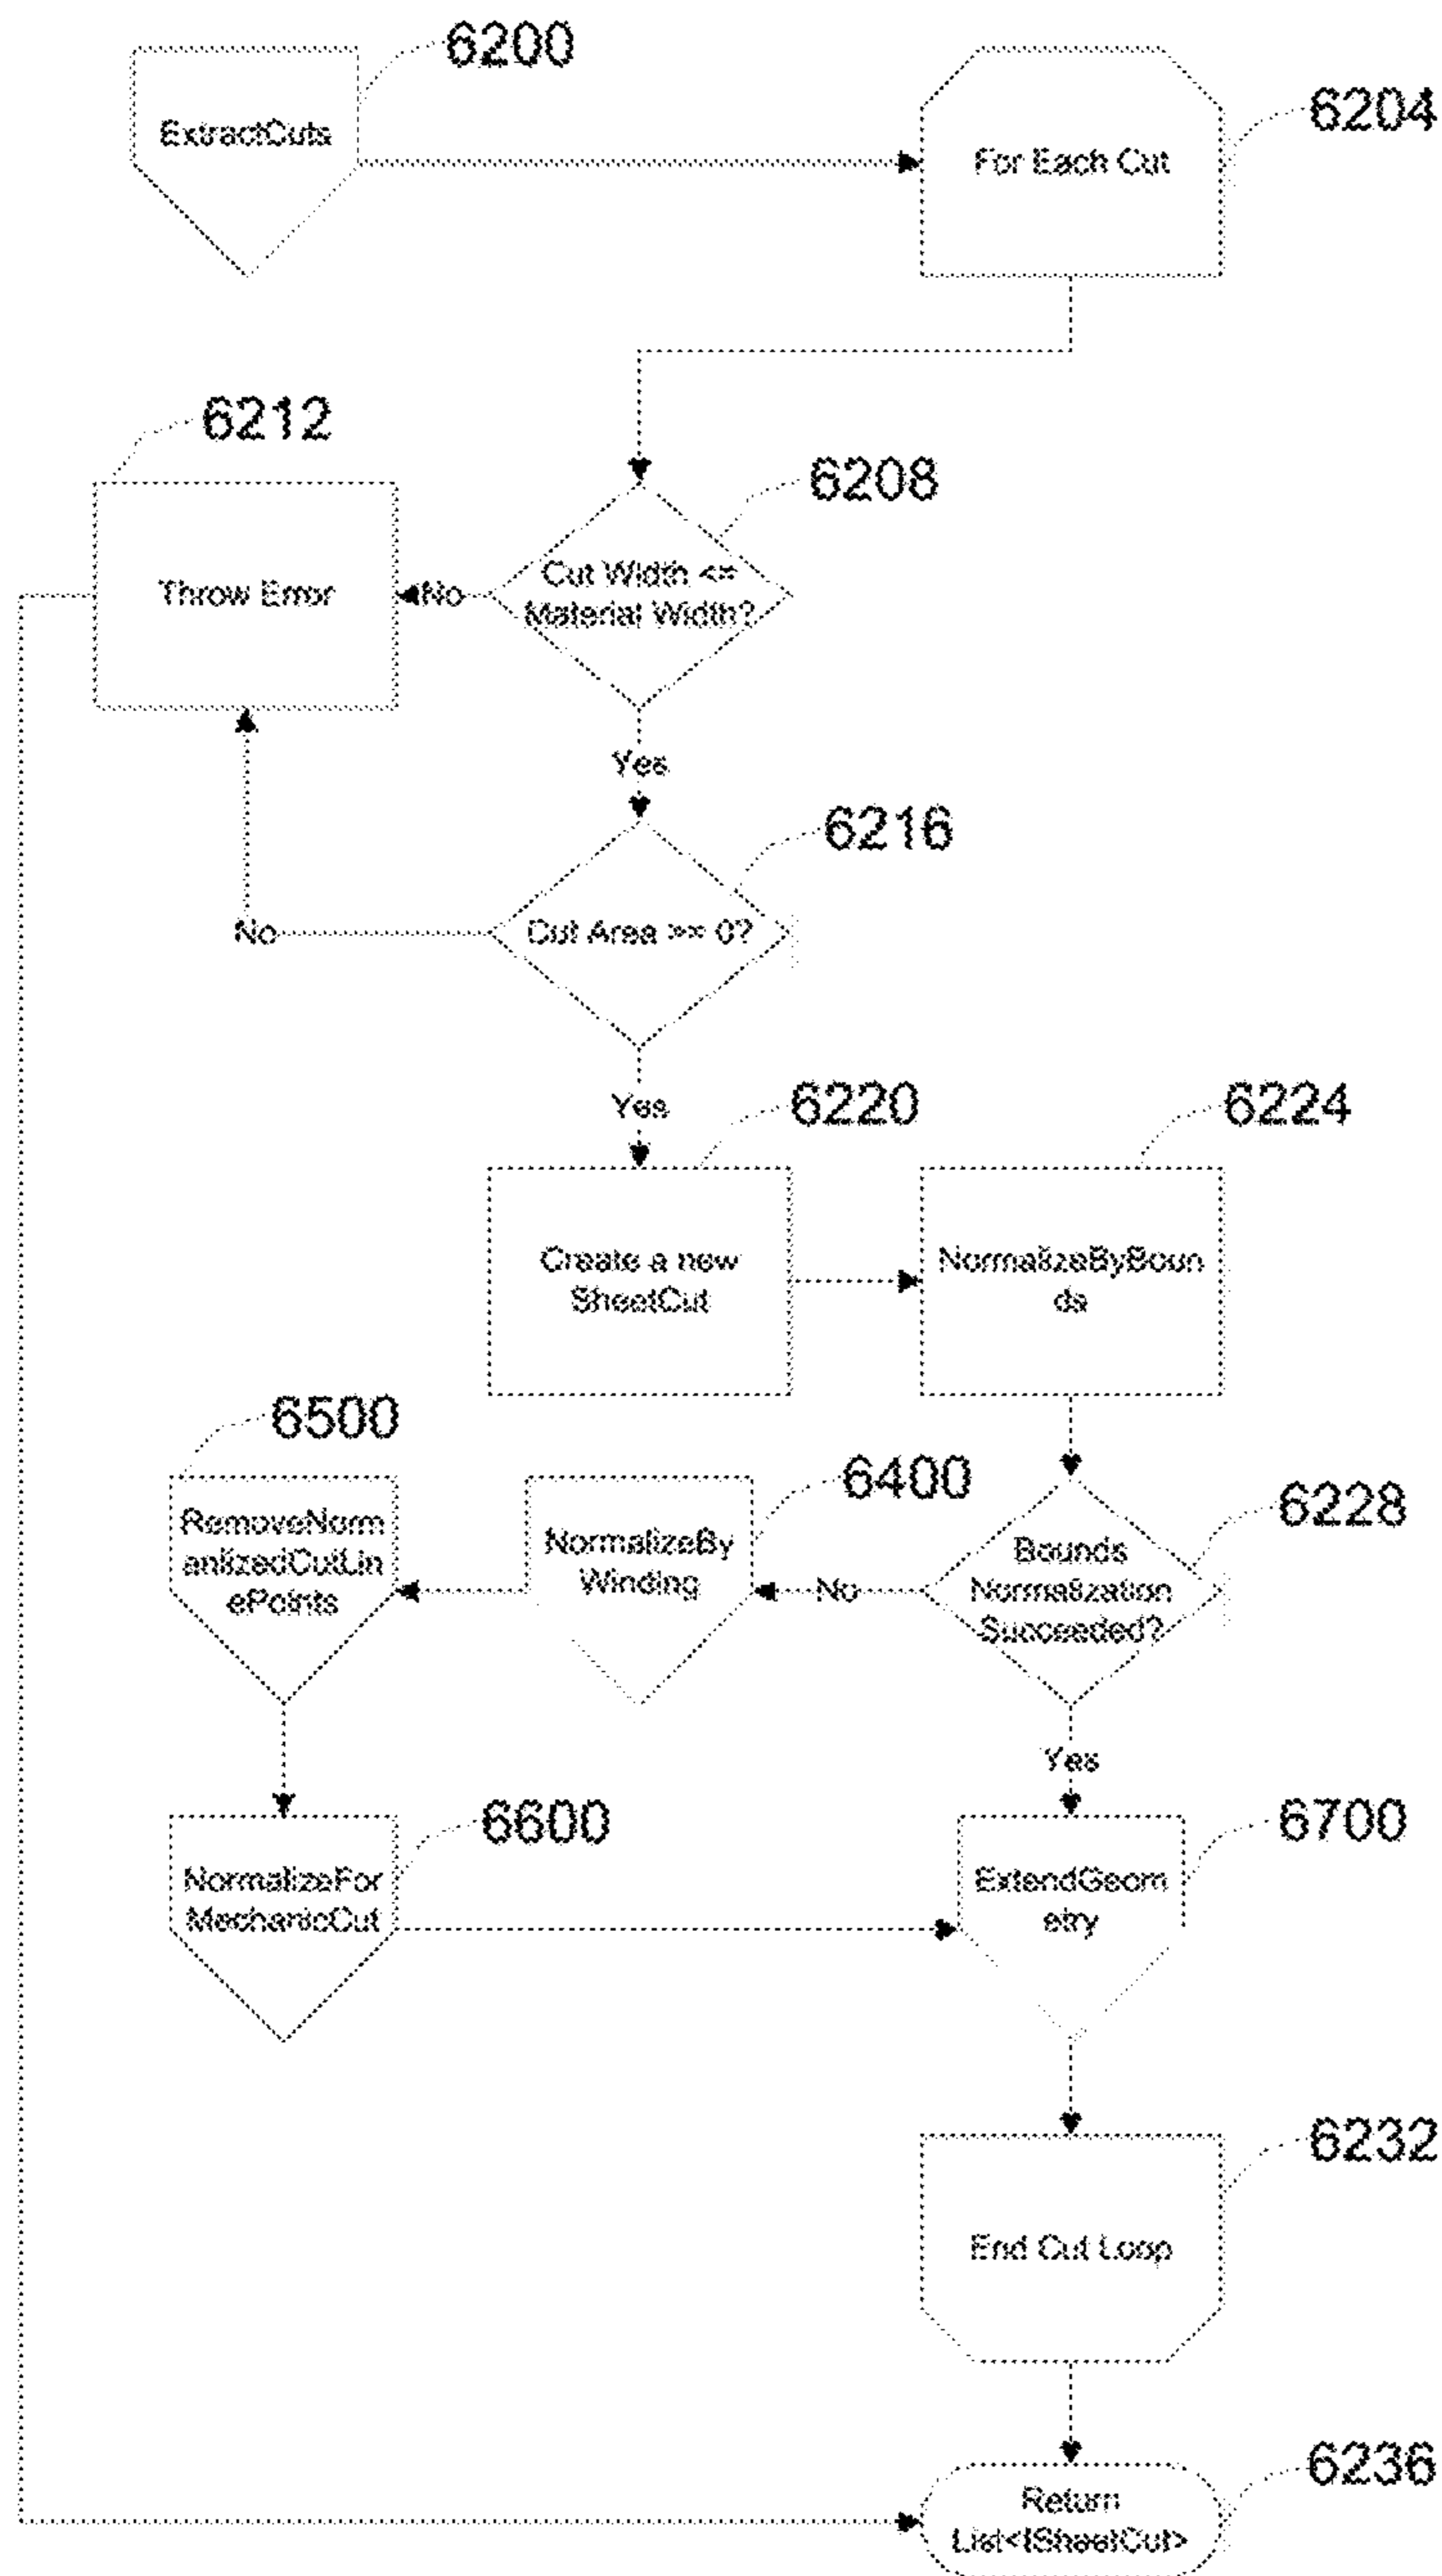 6200
ExtractCuts
6204
For Each Cut
6212
Throw Error
6208
Cut Width <=
Material Width?
No
Yes
6216
Cut Area >= 0?
No
Yes
6220
Create a new
SheetCut
6224
NormalizeByBoun
ds
6500
RemoveNorm
anlizedCutLin
ePoints
6400
NormalizeBy
Winding
6228
Bounds
Normalization
Succeeded?
No
Yes
6600
NormalizeFor
MechanicCut
6700
ExtendGeom
etry
6232
End Cut Loop
6236
Return
List<ISheetCut>